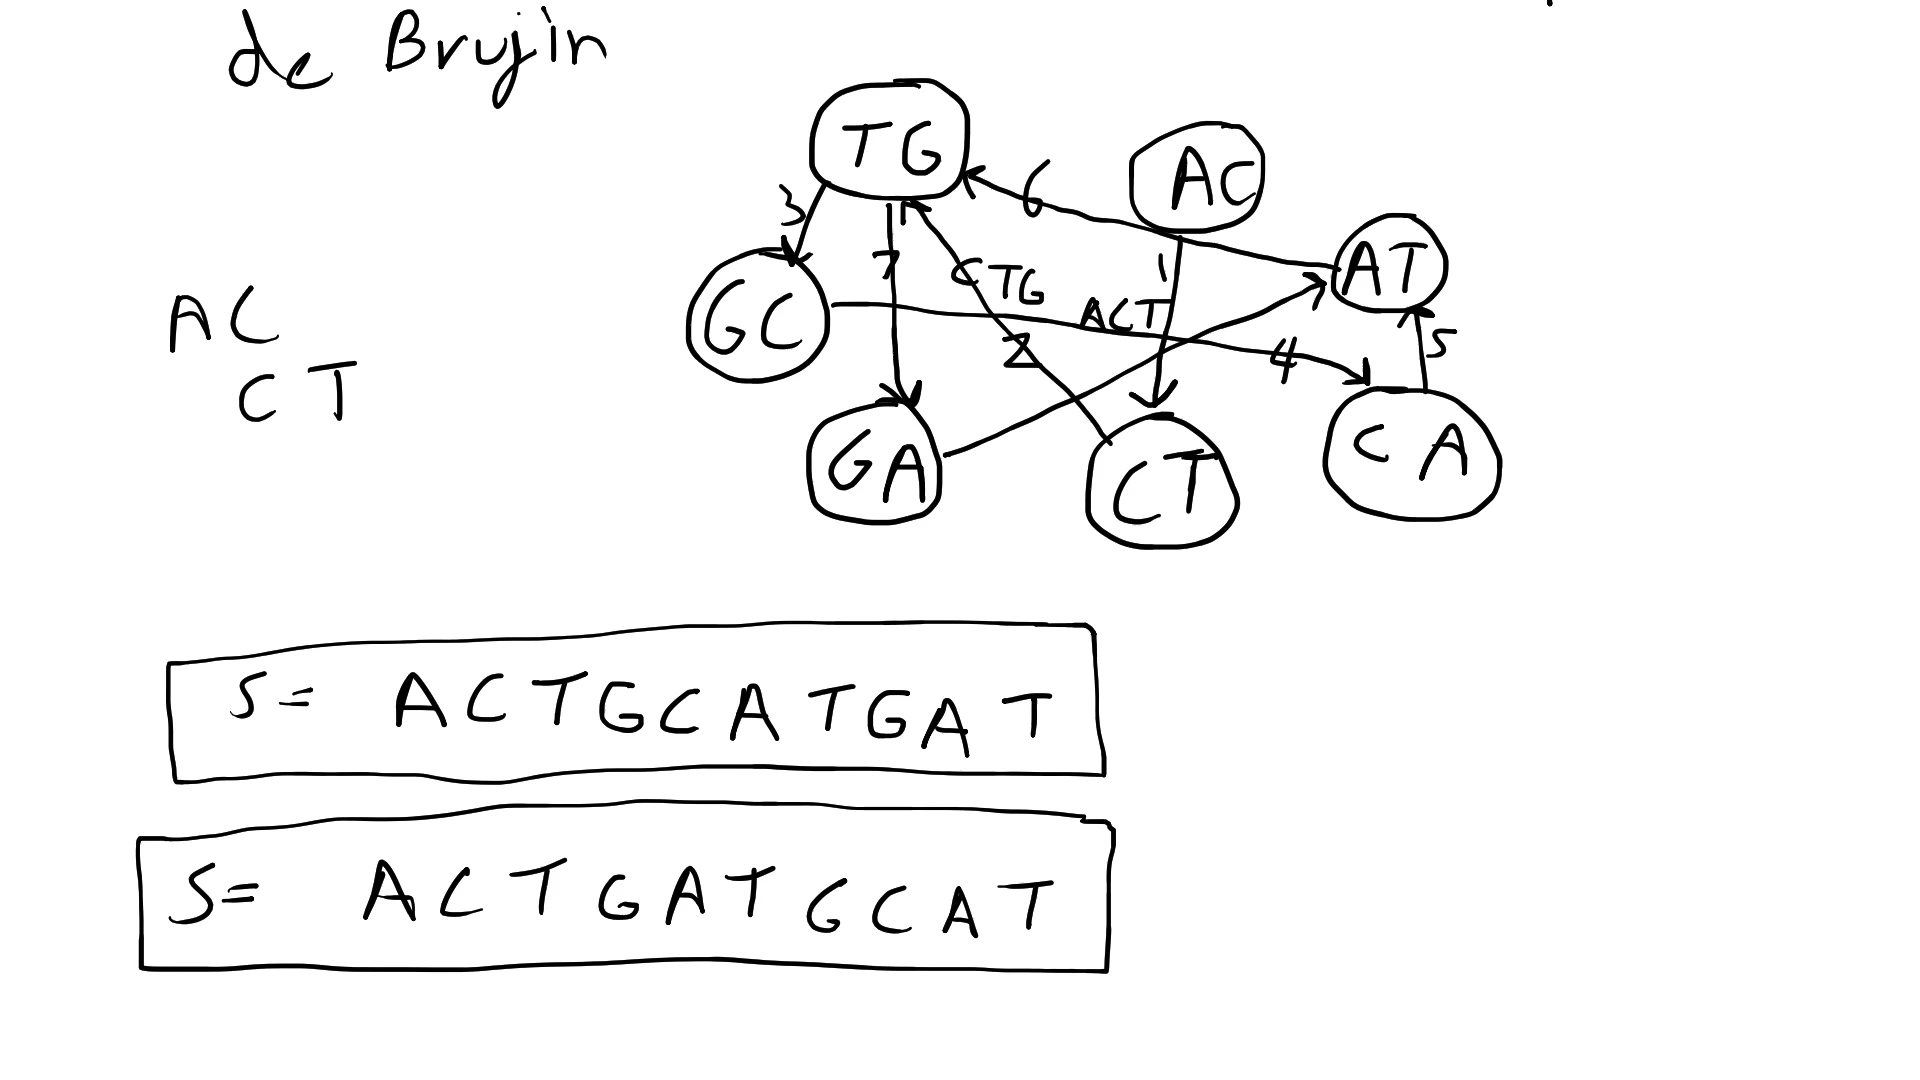 de Brujin
TG
AC
3
6
AT
7
CTG
1
GC
ACT
AC
2
4
5
CT
GA
CT
CA
S= ACTGCATGAT
S= ACTGATGCAT